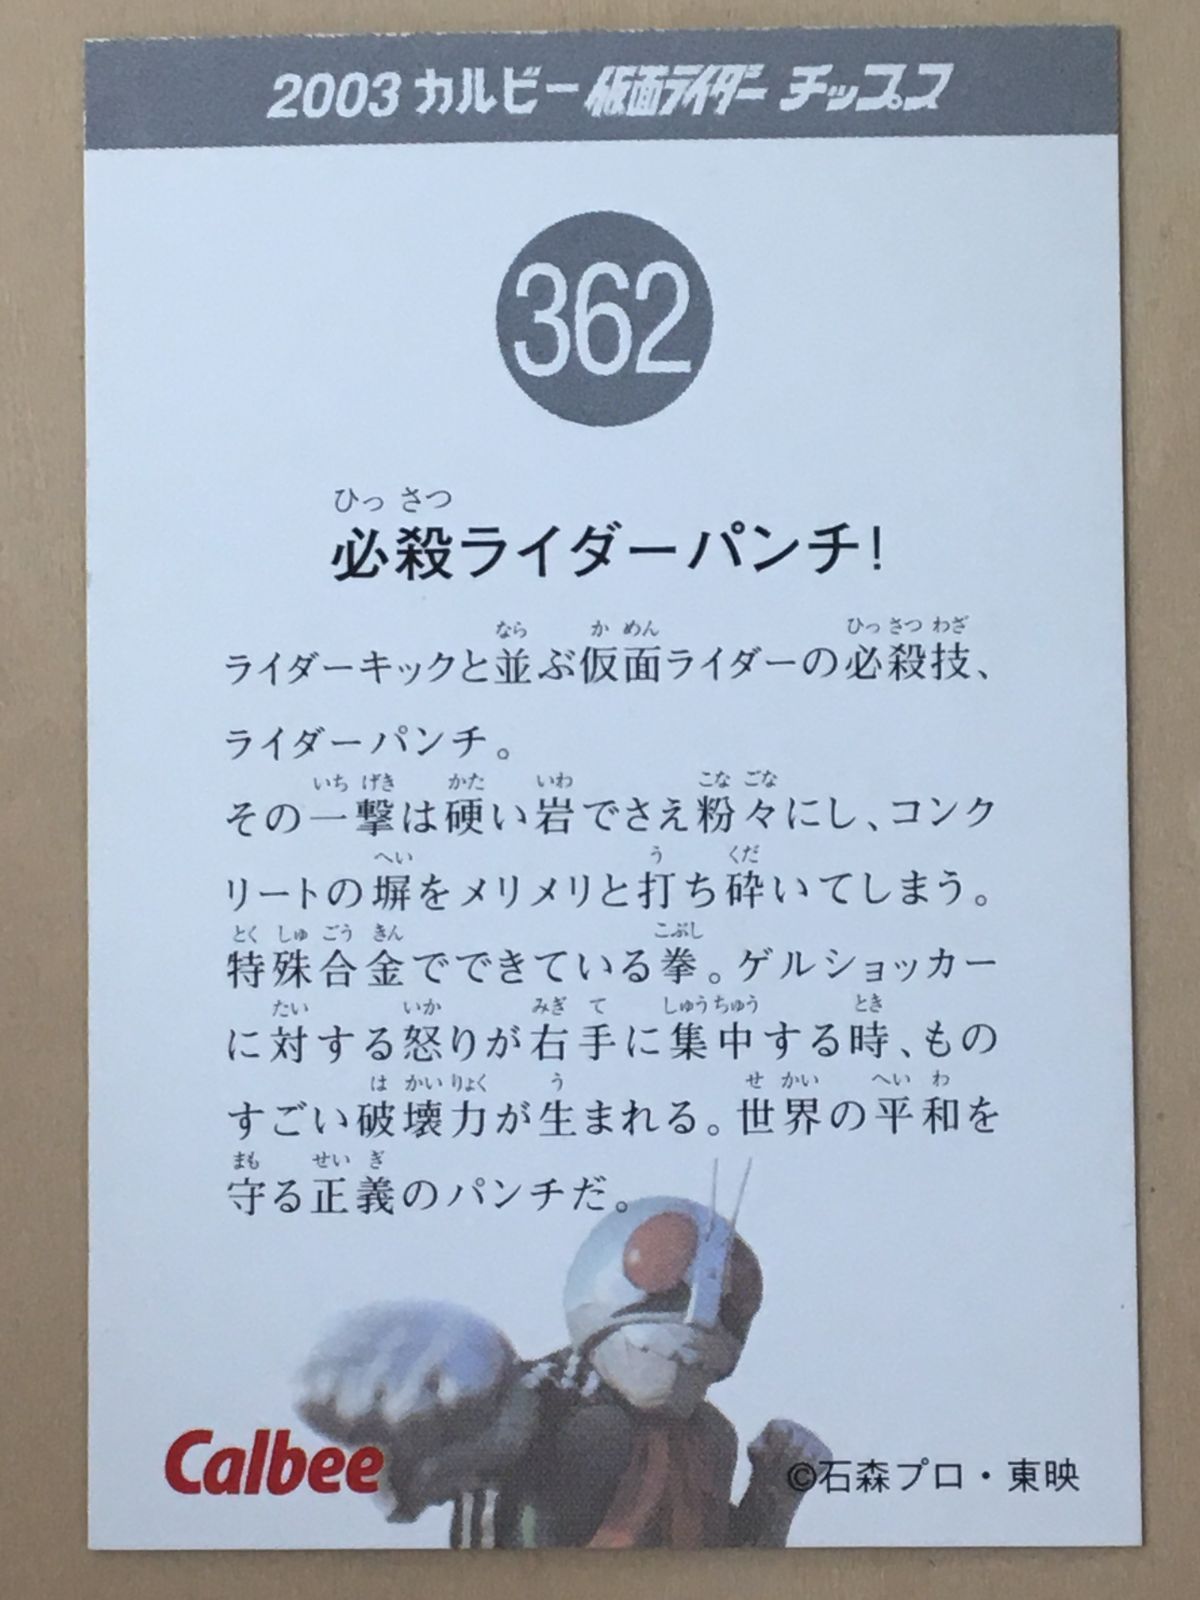 2003 カルビー 仮面ライダー チップス
362
ひっ さつ
必殺ライダーパンチ!
なら か めん ひっ さつ わざ
ライダーキックと並ぶ仮面ライダーの必殺技、
ライダーパンチ。
いち げき かた いわ こな ごな
その一撃は硬い岩でさえ粉々にし、コンク
へい う くだ
リートの塀をメリメリと打ち砕いてしまう。
とく しゅ ごう きん こぶし
特殊合金でできている拳。ゲルショッカー
たい いか みぎ て しゅうちゅう とき
に対する怒りが右手に集中する時、もの
は かい りょく う せ かい へい わ
すごい破壊力が生まれる。世界の平和を
まも せい ぎ
守る正義のパンチだ。
Calbee
©石森プロ・東映